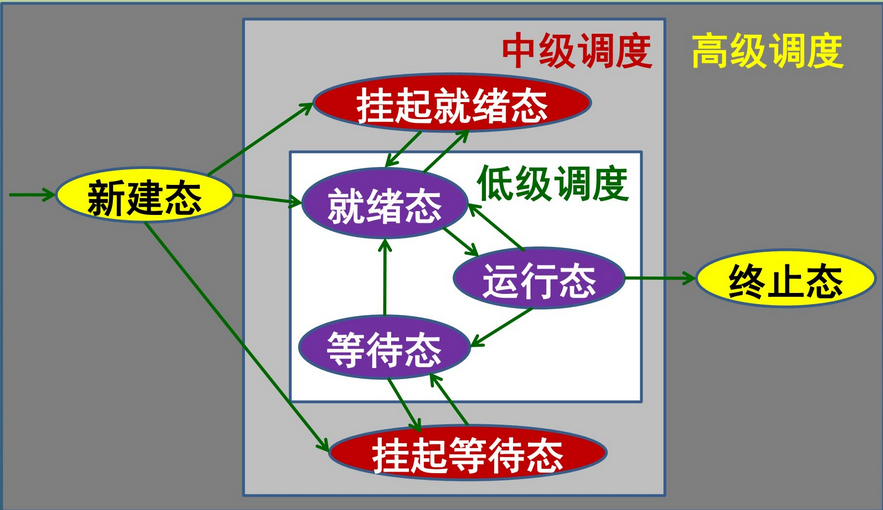 中级调度
高级调度
挂起就绪态
新建态
就绪态
低级调度
运行态
终止态
等待态
挂起等待态